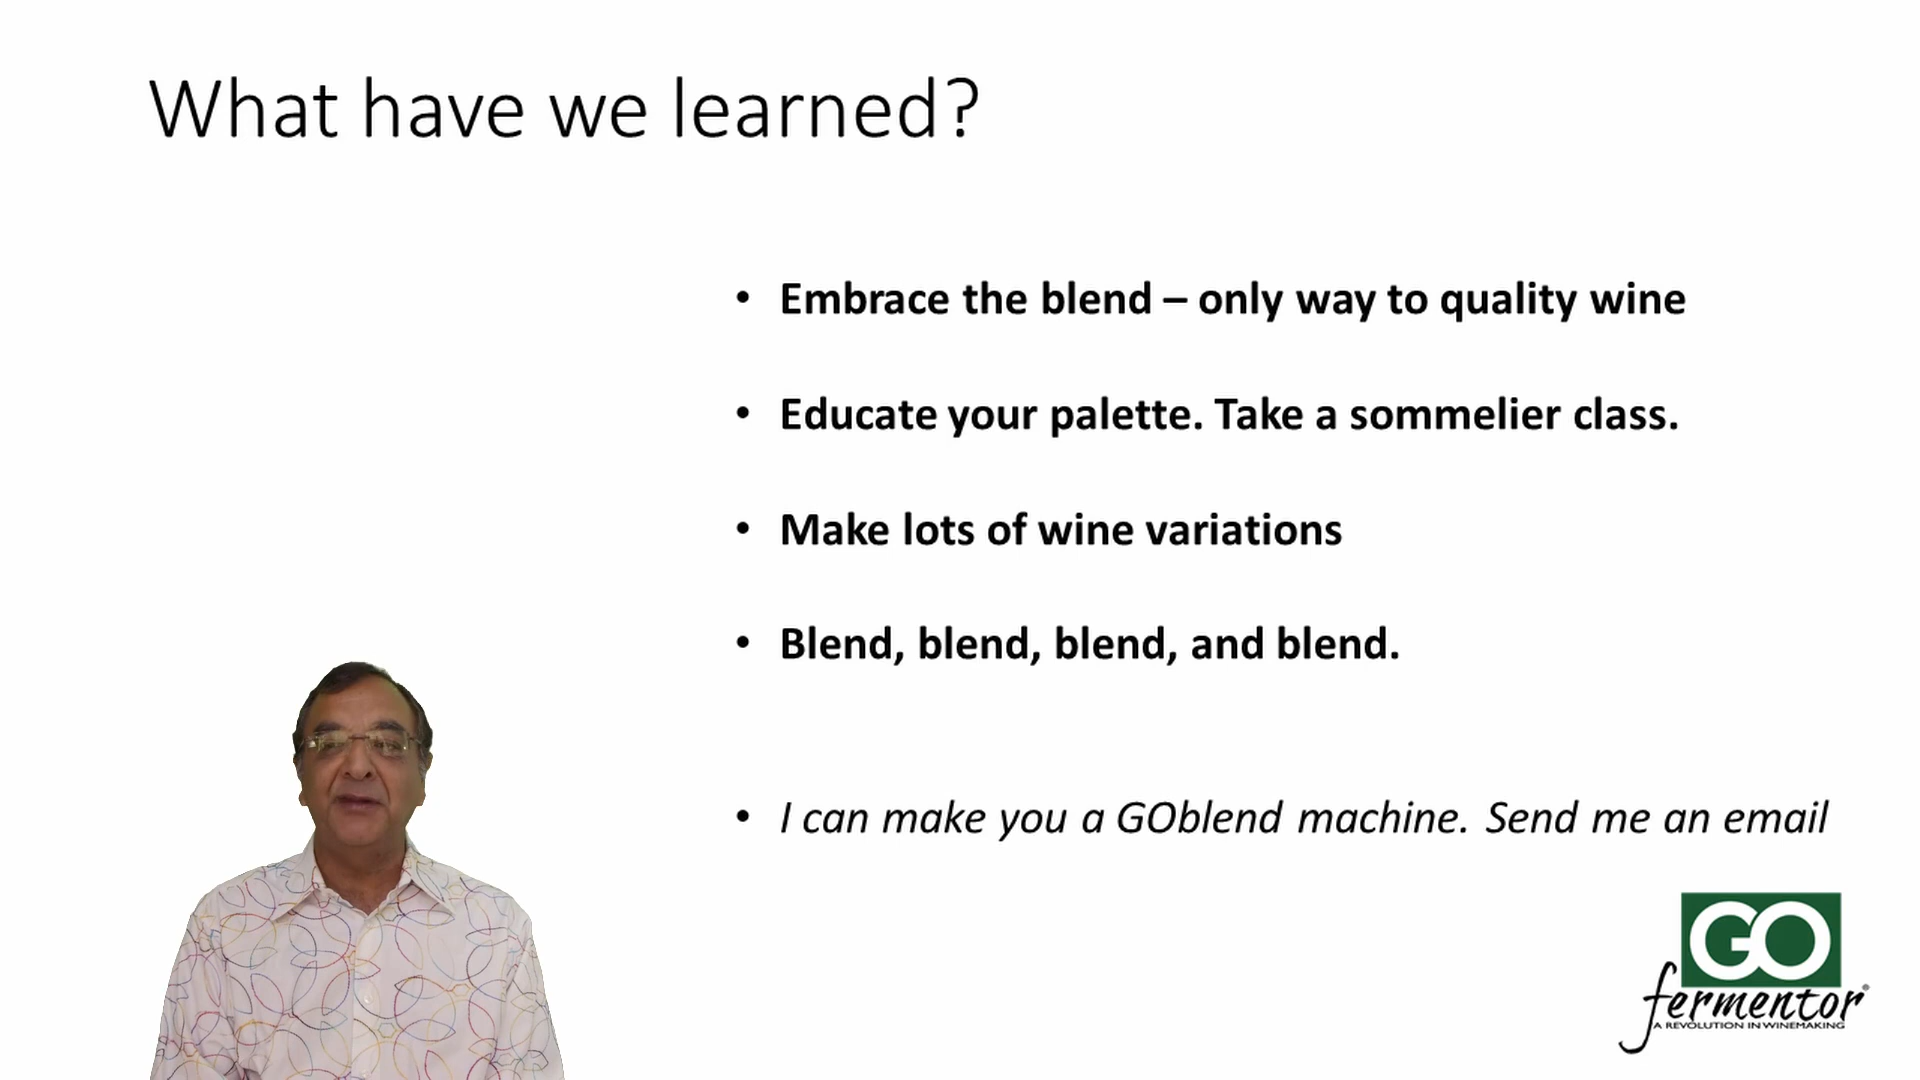 What have we learned?
• Embrace the blend – only way to quality wine
• Educate your palette. Take a sommelier class.
• Make lots of wine variations
• Blend, blend, blend, and blend.
• I can make you a GOblend machine. Send me an email
GO
fermentor®
A REVOLUTION IN WINEMAKING